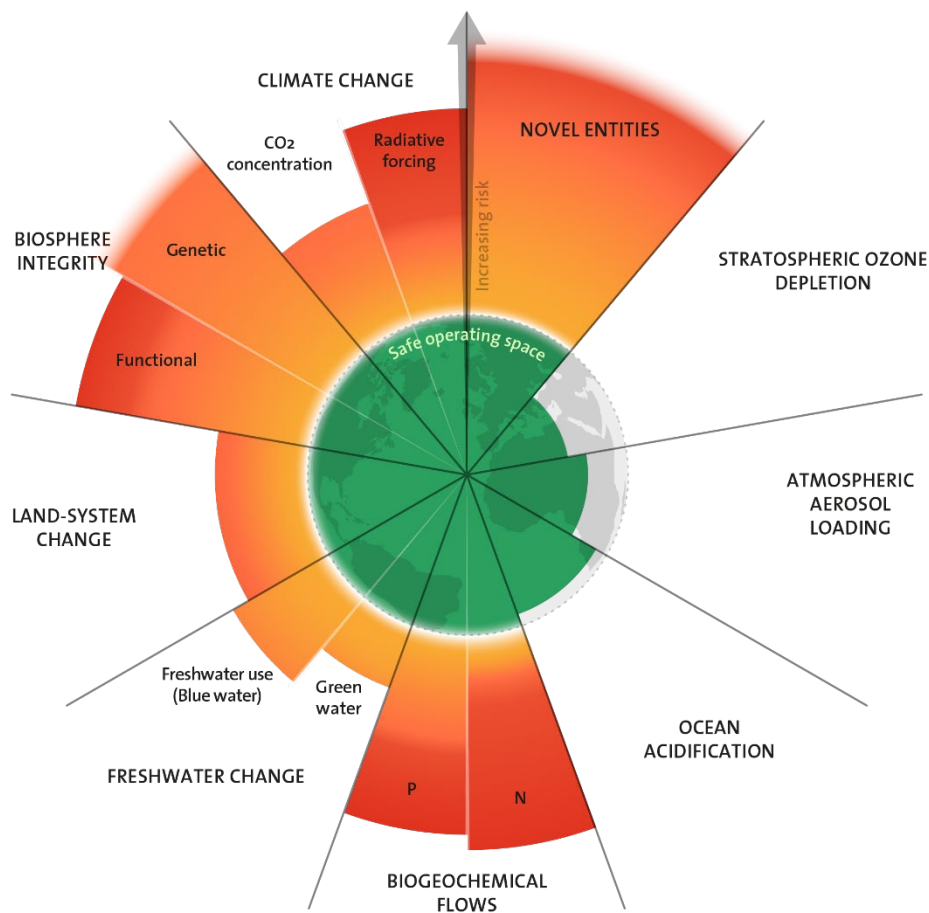 CLIMATE CHANGE
CO2
concentration
Radiative
forcing
NOVEL ENTITIES
Increasing risk
BIOSPHERE
INTEGRITY
Genetic
Functional
STRATOSPHERIC OZONE
DEPLETION
Safe operating space
LAND-SYSTEM
CHANGE
ATMOSPHERIC
AEROSOL
LOADING
Freshwater use
(Blue water)
Green
water
FRESHWATER CHANGE
OCEAN
ACIDIFICATION
P
N
BIOGEOCHEMICAL
FLOWS